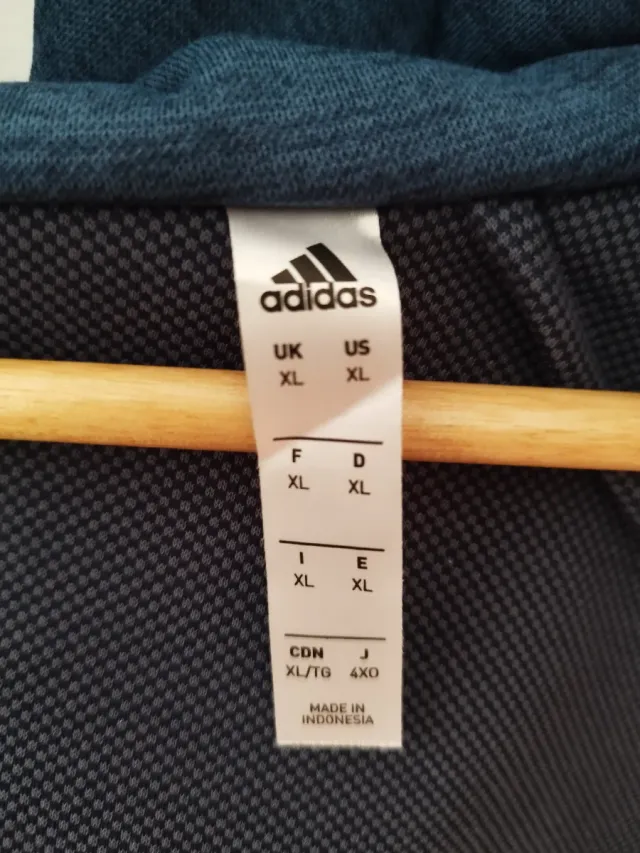 adidas
UK US
XL XL
F D
XL XL
I E
XL XL
CDN J
XL/TG 4XO
MADE IN
INDONESIA